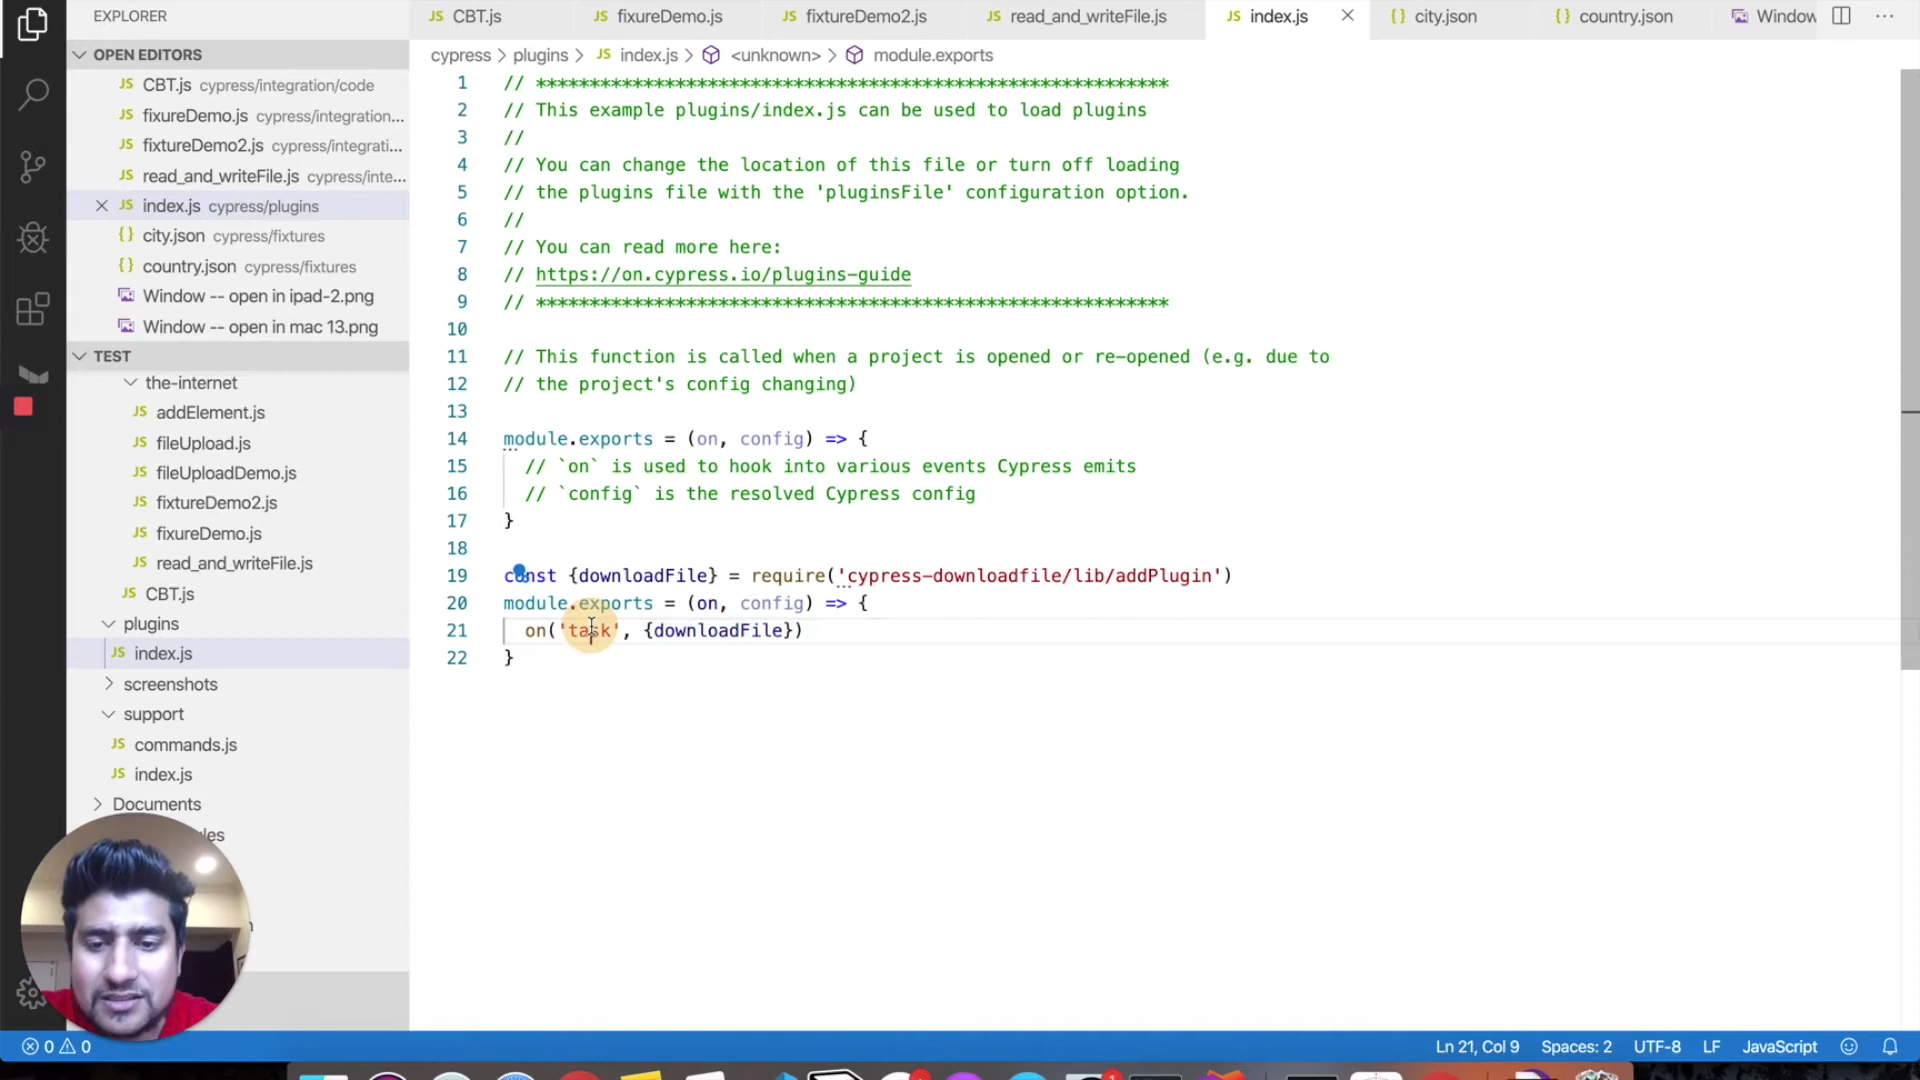 EXPLORER
OPEN EDITORS
JS CBT.js cypress/integration/code
JS fixureDemo.js cypress/integration...
JS fixtureDemo2.js cypress/integrati...
JS read_and_writeFile.js cypress/inte...
JS index.js cypress/plugins
{} city.json cypress/fixtures
{} country.json cypress/fixtures
Window -- open in ipad-2.png
Window -- open in mac 13.png
TEST
the-internet
JS addElement.js
JS fileUpload.js
JS fileUploadDemo.js
JS fixtureDemo2.js
JS fixureDemo.js
JS read_and_writeFile.js
JS CBT.js
plugins
JS index.js
screenshots
support
JS commands.js
JS index.js
Documents
JS CBT.js JS fixureDemo.js JS fixtureDemo2.js JS read_and_writeFile.js JS index.js {} city.json {} country.json Window
cypress > plugins > JS index.js > <unknown> > module.exports
1 // ***********************************************************
2 // This example plugins/index.js can be used to load plugins
3 //
4 // You can change the location of this file or turn off loading
5 // the plugins file with the 'pluginsFile' configuration option.
6 //
7 // You can read more here:
8 // https://on.cypress.io/plugins-guide
9 // ***********************************************************
10
11 // This function is called when a project is opened or re-opened (e.g. due to
12 // the project's config changing)
13
14 module.exports = (on, config) => {
15 // `on` is used to hook into various events Cypress emits
16 // `config` is the resolved Cypress config
17 }
18
19 const {downloadFile} = require('cypress-downloadfile/lib/addPlugin')
20 module.exports = (on, config) => {
21 on('task', {downloadFile})
22 }
0 0 Ln 21, Col 9 Spaces: 2 UTF-8 LF JavaScript